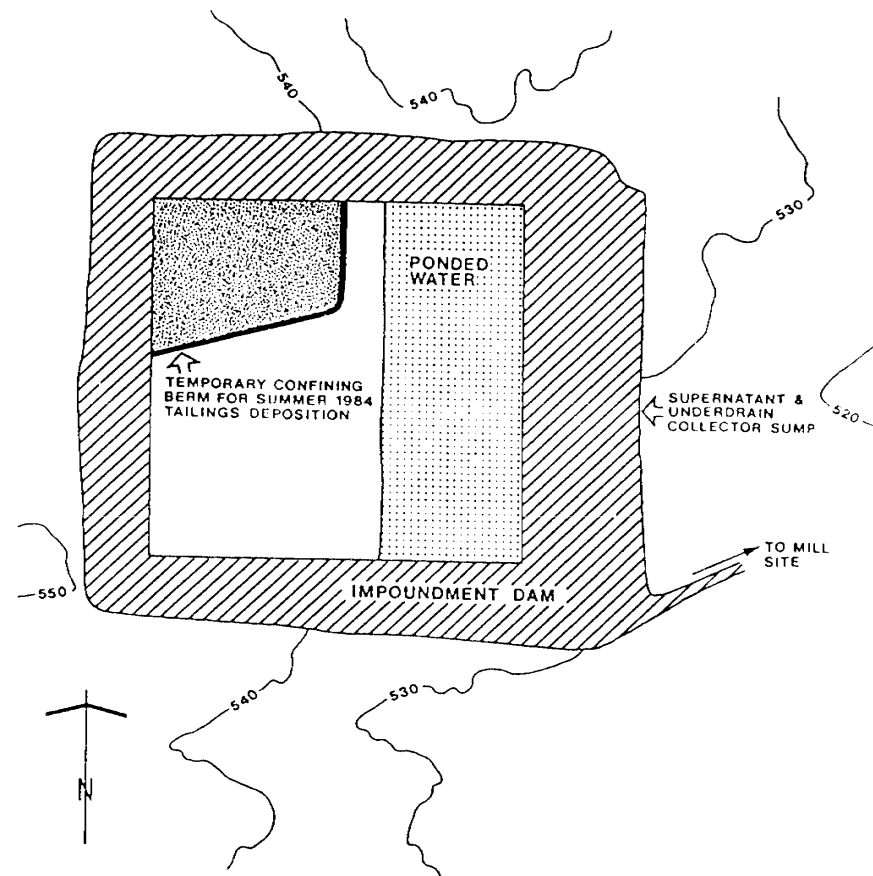 540
540
530
PONDED
WATER
TEMPORARY CONFINING
BERM FOR SUMMER 1984
TAILINGS DEPOSITION
SUPERNATANT &
UNDERDRAIN
COLLECTOR SUMP
520
TO MILL
SITE
550
IMPOUNDMENT DAM
540
530
N